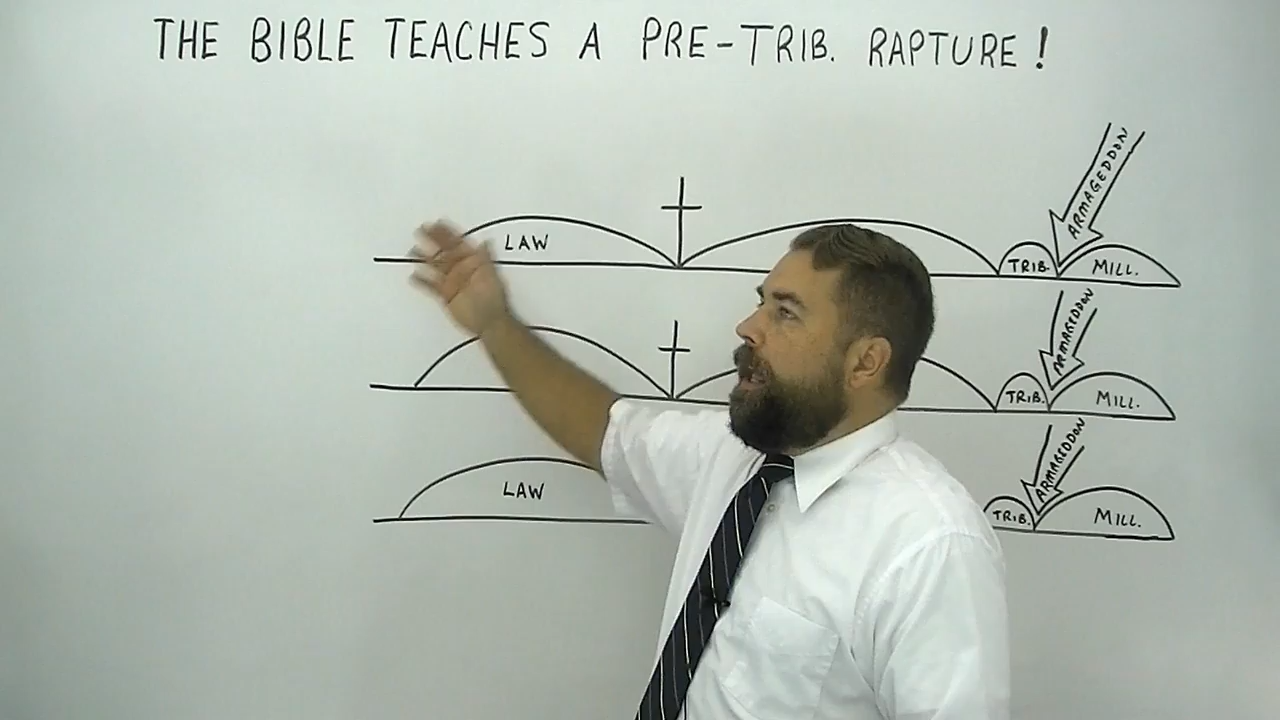 THE BIBLE TEACHES A PRE-TRIB. RAPTURE!
ARMAGEDDON
LAW
TRIB.
MILL.
ARMAGEDDON
TRIB.
MILL.
ARMAGEDDON
LAW
TRIB.
MILL.